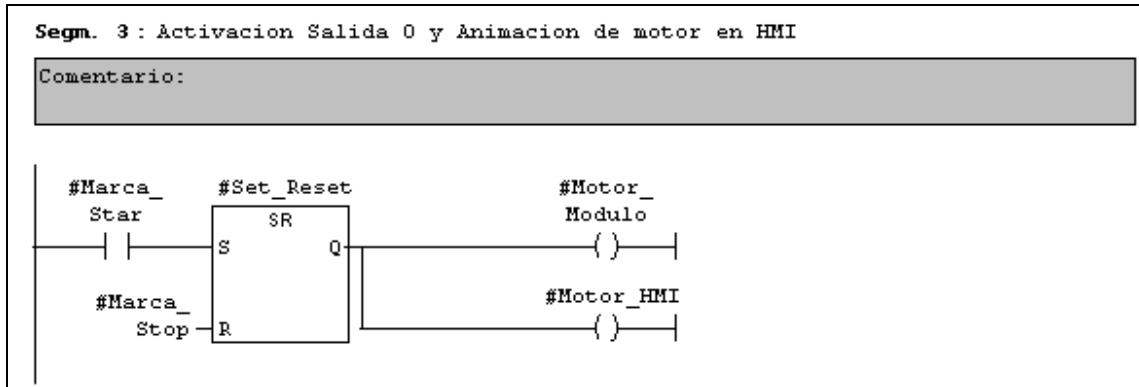 Segm. 3 : Activacion Salida 0 y Animacion de motor en HMI
Comentario:
#Marca_
Star
#Set_Reset
SR
S
Q
#Motor_
Modulo
( )
#Marca_
Stop
R
#Motor_HMI
( )